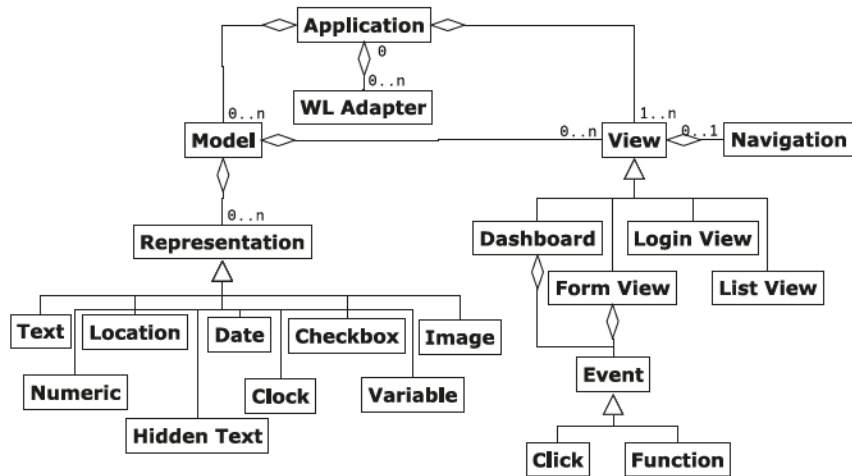 Application
0
0..n
WL Adapter
0..n
1..n
Model
0..n
View
0..1
Navigation
0..n
Representation
Dashboard
Login View
Form View
List View
Text
Location
Date
Checkbox
Image
Numeric
Clock
Variable
Hidden Text
Event
Click
Function